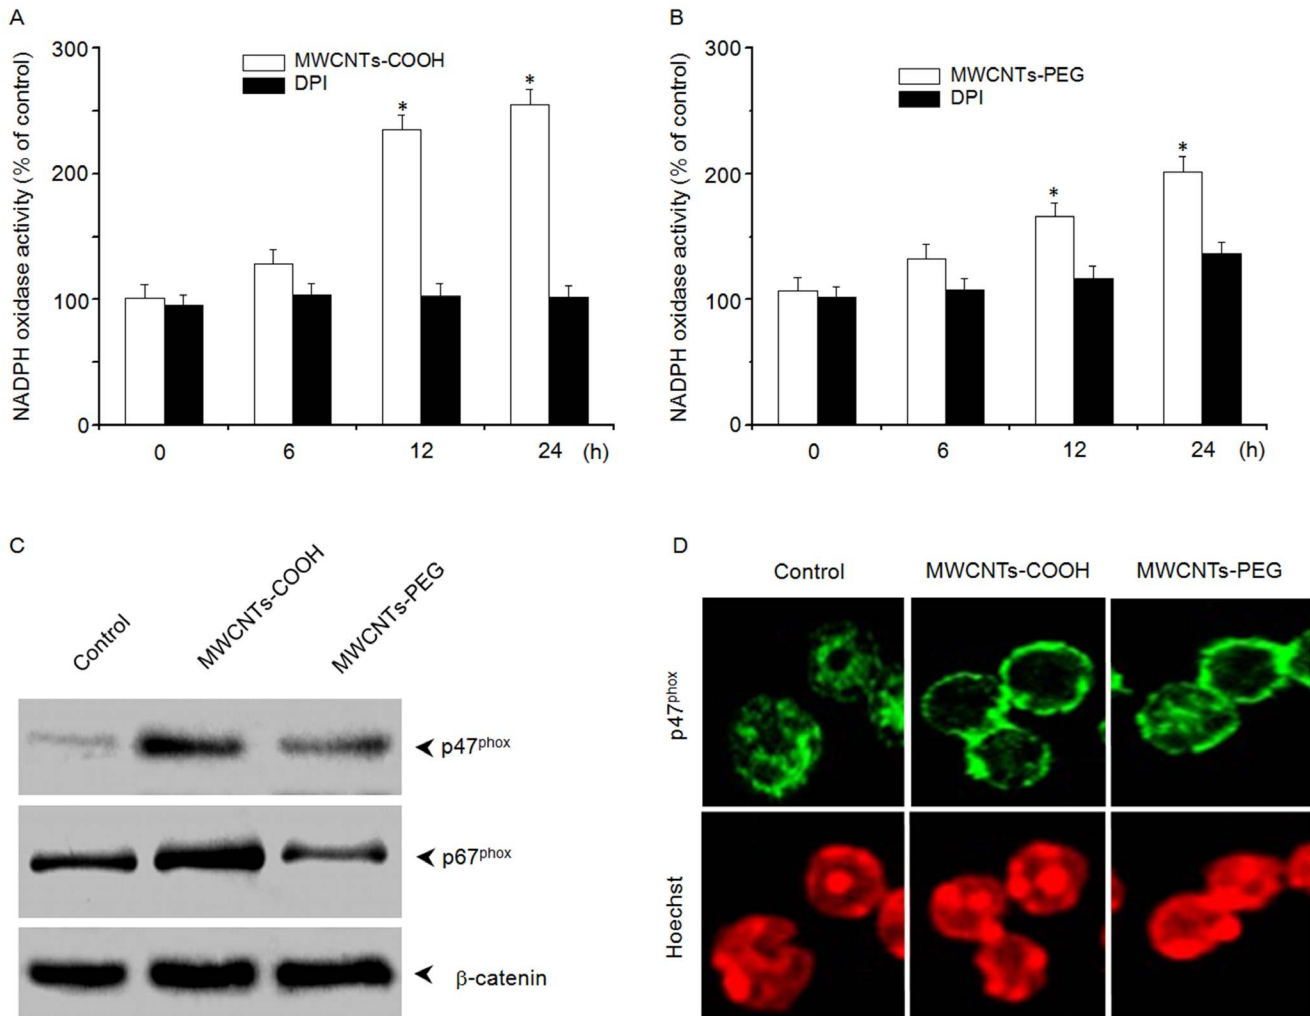 A
NADPH oxidase activity (% of control)
300
200
100
0
MWCNTs-COOH
DPI
*
*
0 6 12 24 (h)
B
NADPH oxidase activity (% of control)
300
200
100
0
MWCNTs-PEG
DPI
*
*
0 6 12 24 (h)
C
Control
MWCNTs-COOH
MWCNTs-PEG
p47phox
p67phox
β-catenin
D
Control MWCNTs-COOH MWCNTs-PEG
p47phox
Hoechst